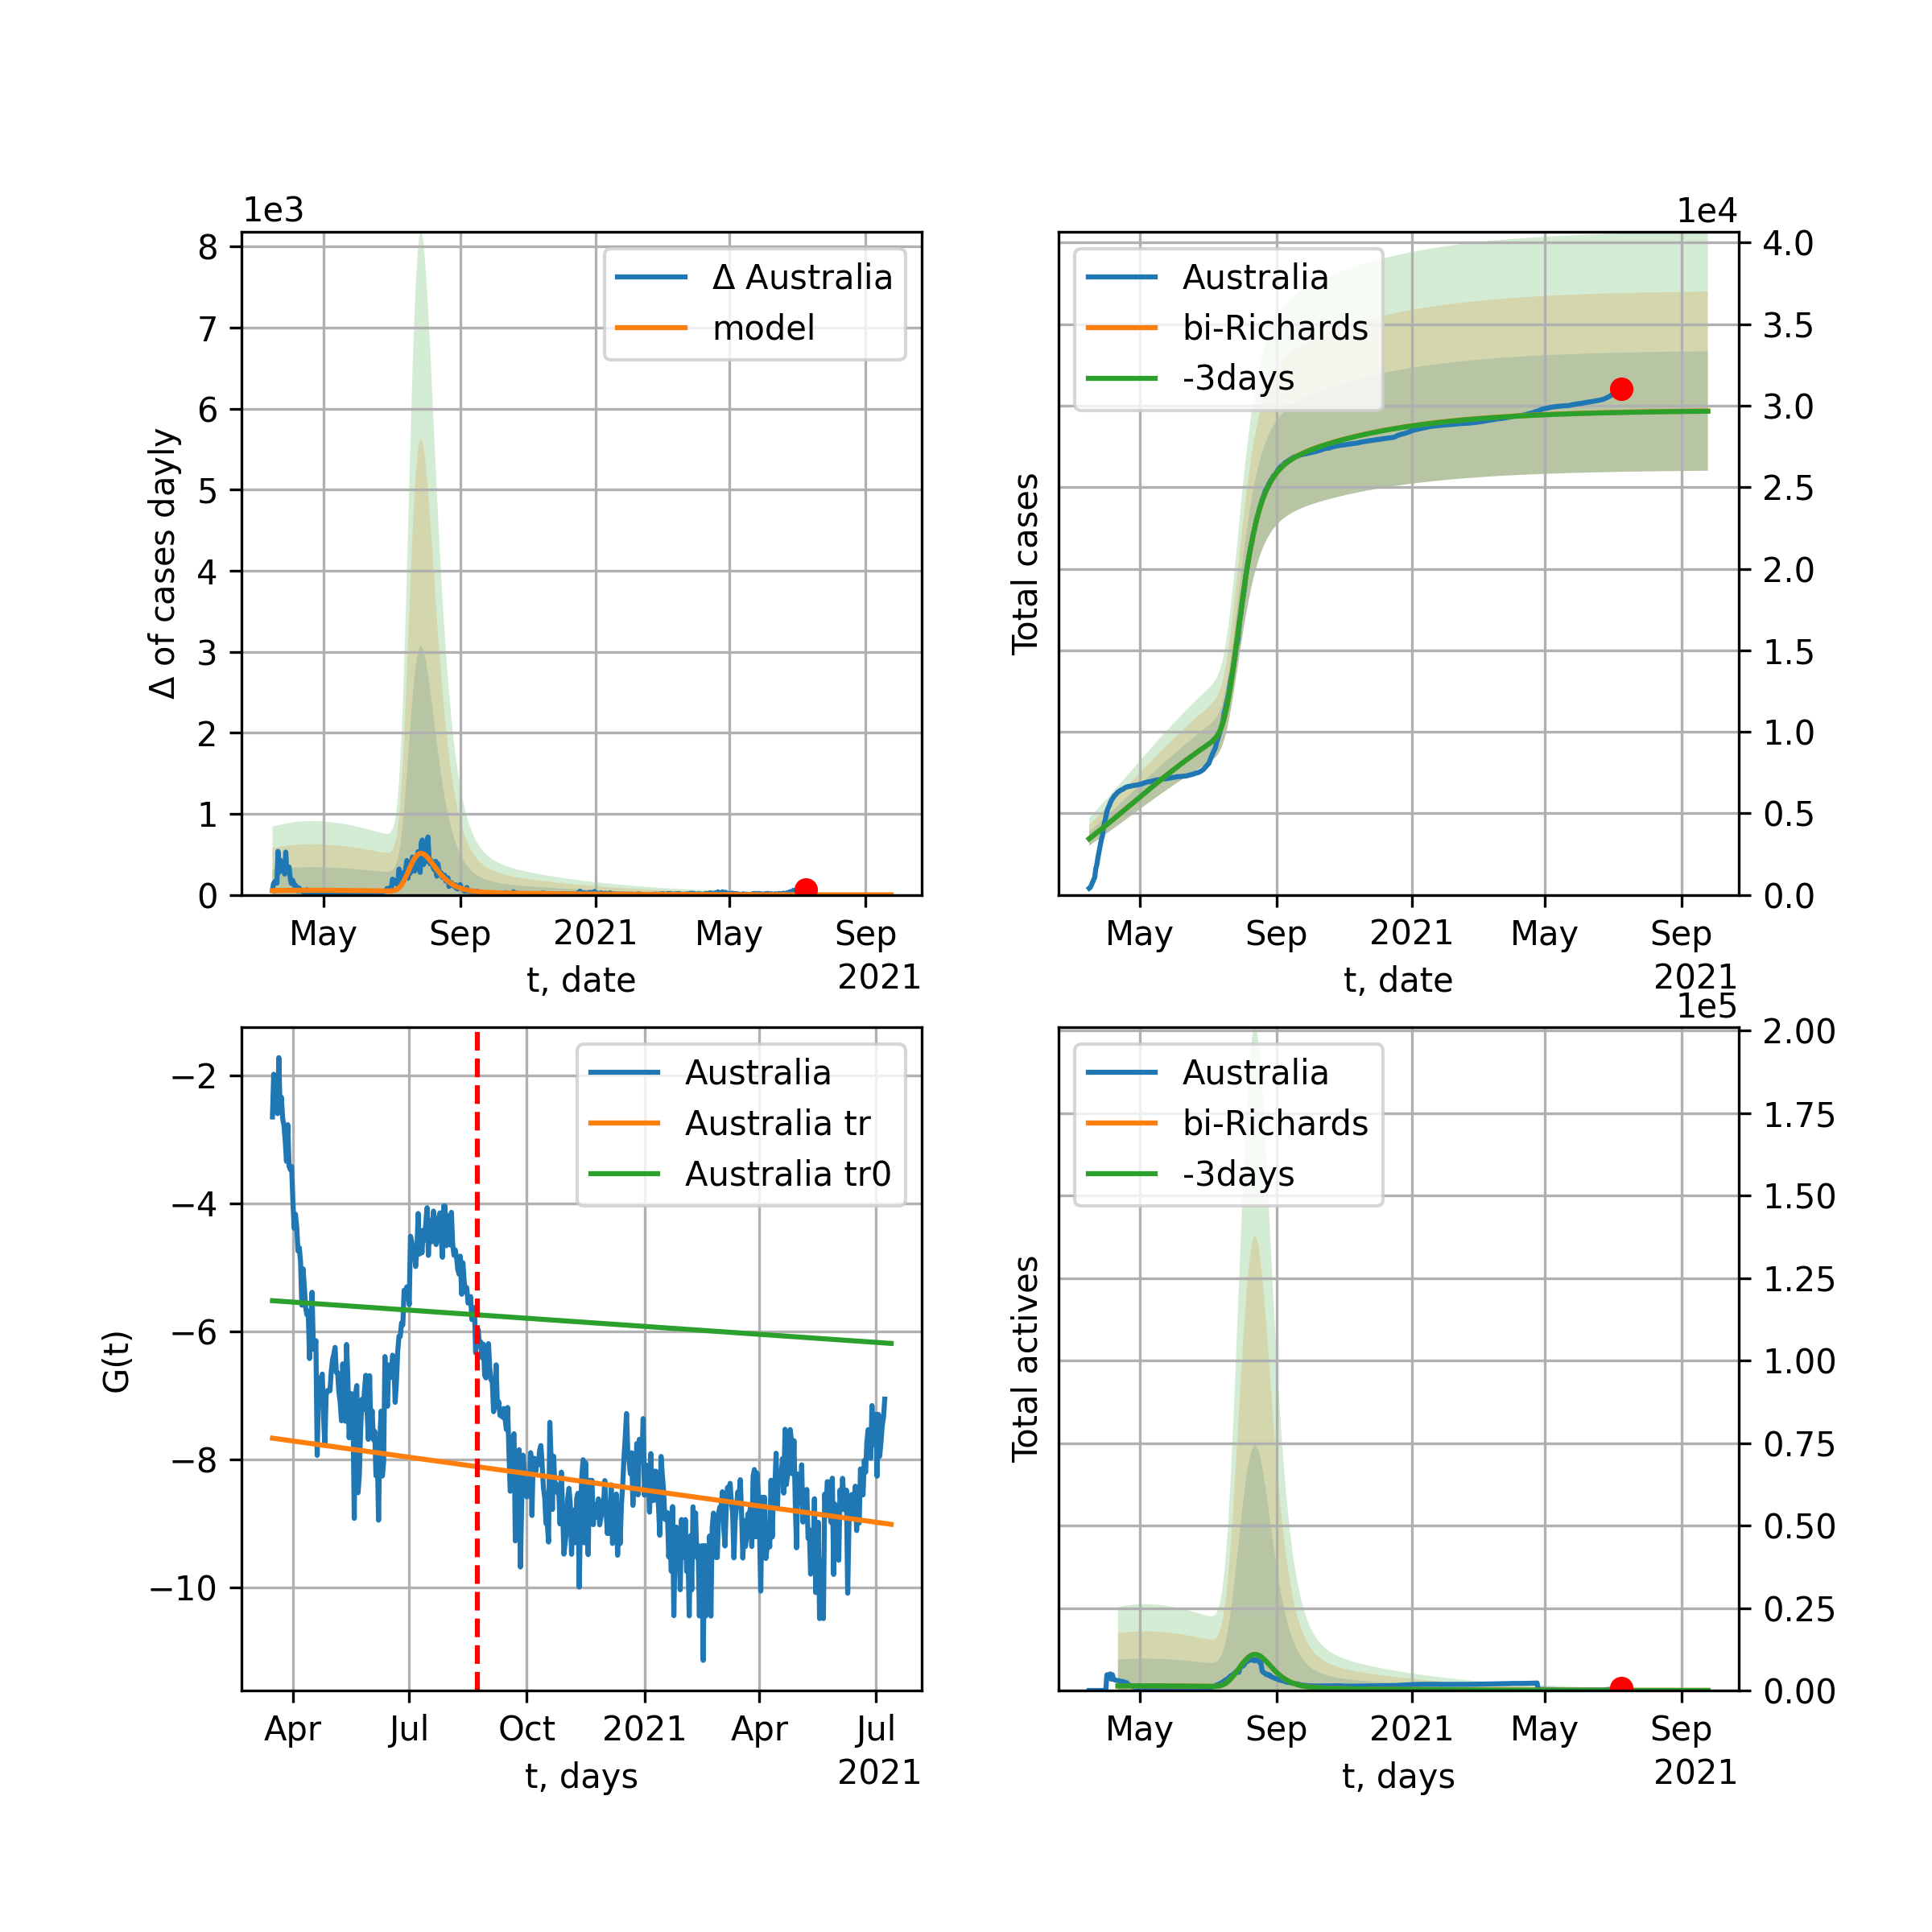 1e3
8
7
6
5
4
3
2
1
0
Δ of cases dayly
Δ Australia
model
May
Sep
2021
May
Sep
t, date
2021
1e4
4.0
3.5
3.0
2.5
2.0
1.5
1.0
0.5
0.0
Total cases
Australia
bi-Richards
-3days
May
Sep
2021
May
Sep
t, date
2021
−2
−4
−6
−8
−10
G(t)
Australia
Australia tr
Australia tr0
Apr
Jul
Oct
2021
Apr
Jul
t, days
2021
1e5
2.00
1.75
1.50
1.25
1.00
0.75
0.50
0.25
0.00
Total actives
Australia
bi-Richards
-3days
May
Sep
2021
May
Sep
t, days
2021